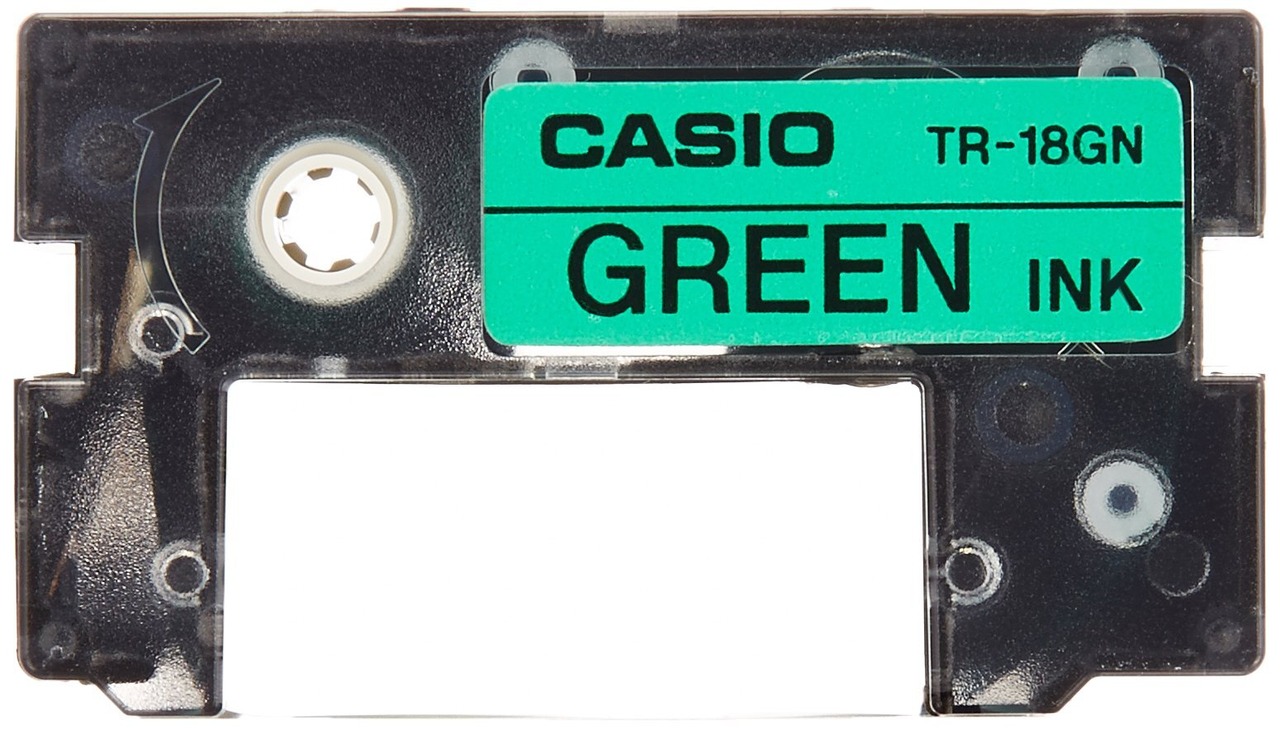 CASIO TR-18GN
GREEN INK